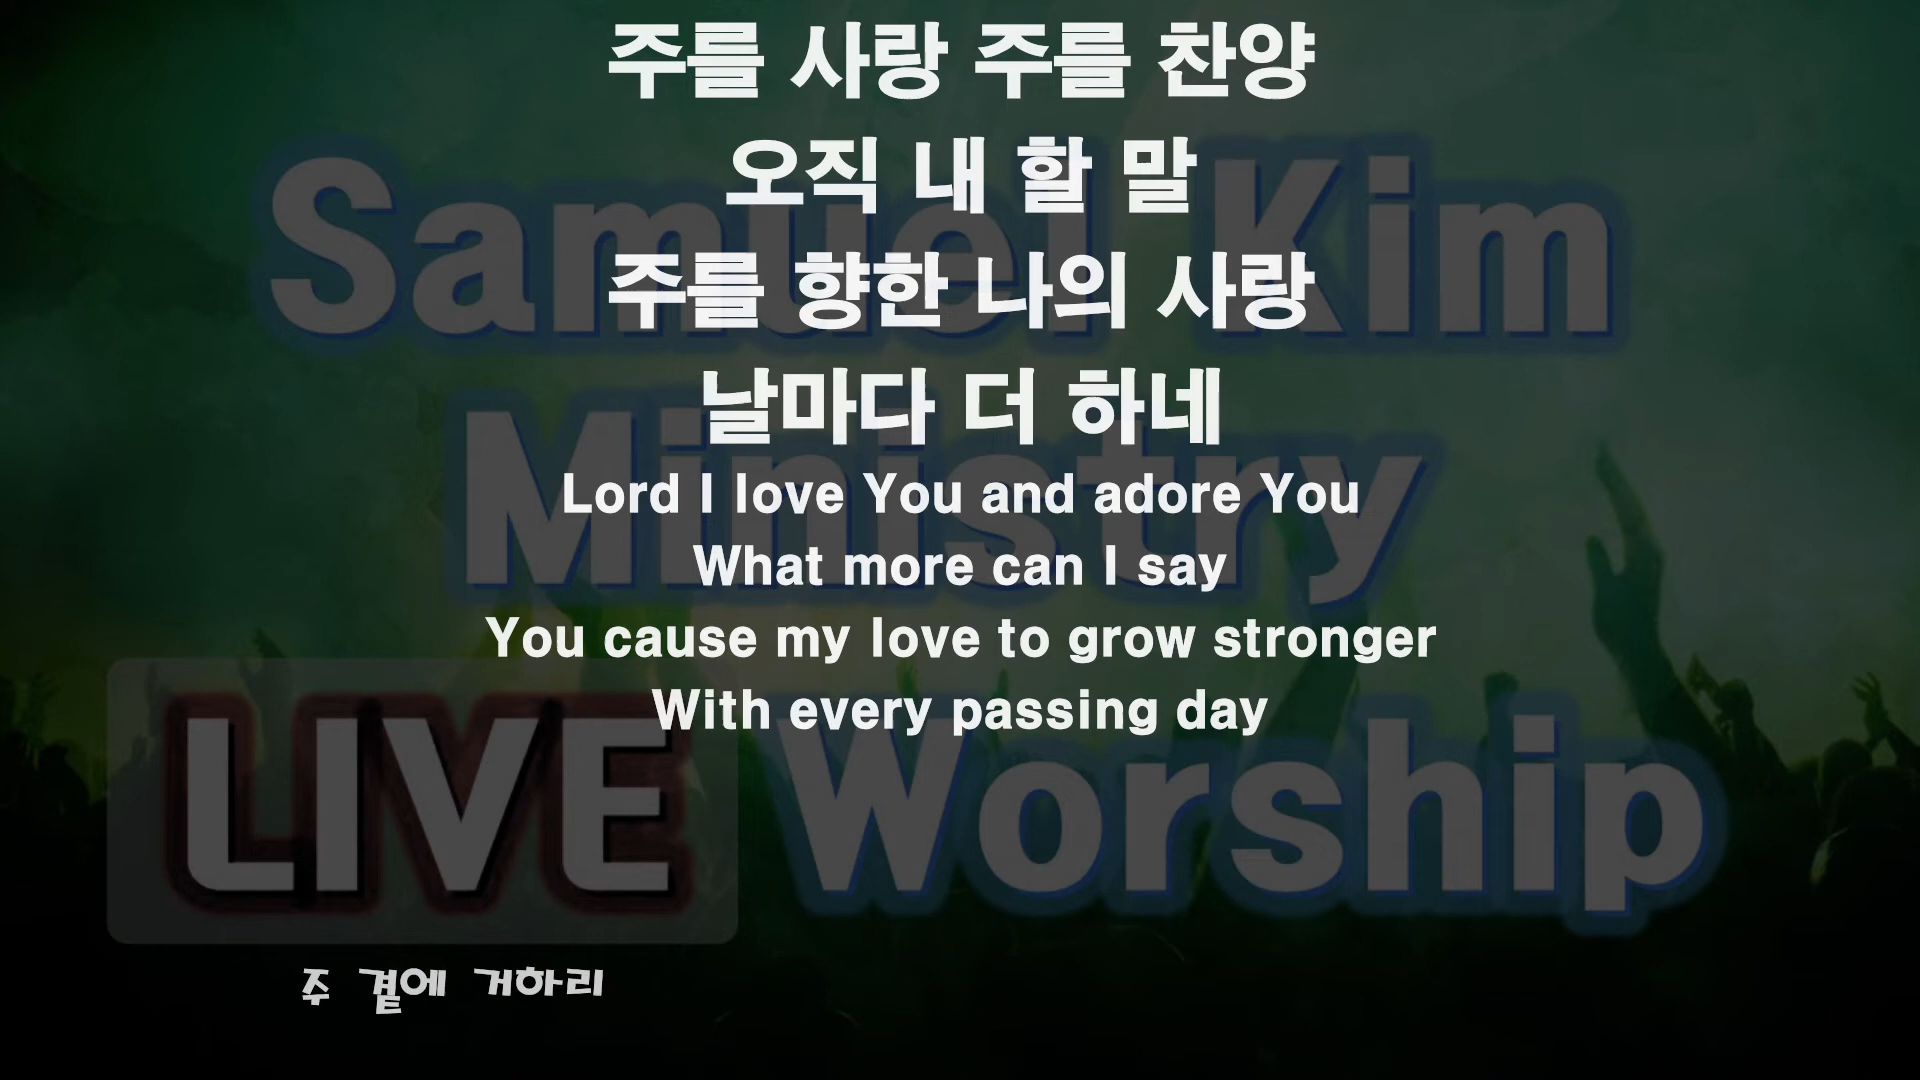 주를 사랑 주를 찬양
오직 내 할 말
주를 향한 나의 사랑
날마다 더 하네
Lord I love You and adore You
What more can I say
You cause my love to grow stronger
With every passing day
Samuel Kim
Ministry
LIVE Worship
주 곁에 거하리